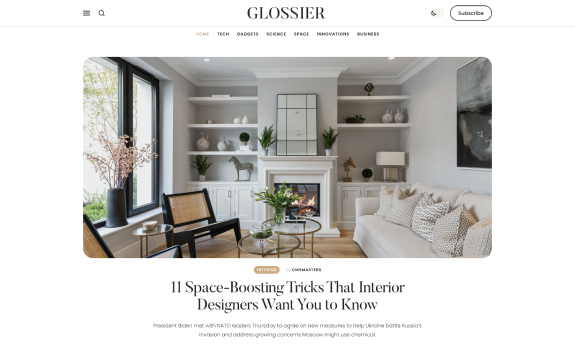 GLOSSIER
Subscribe
HOME TECH GADGETS SCIENCE SPACE INNOVATIONS BUSINESS
INTERIOR by CIARMASTERS
11 Space-Boosting Tricks That Interior
Designers Want You to Know
President Biden met with NATO leaders Thursday to agree on new measures to help Ukraine battle Russia's
invasion and address growing concerns Moscow might use chemical.